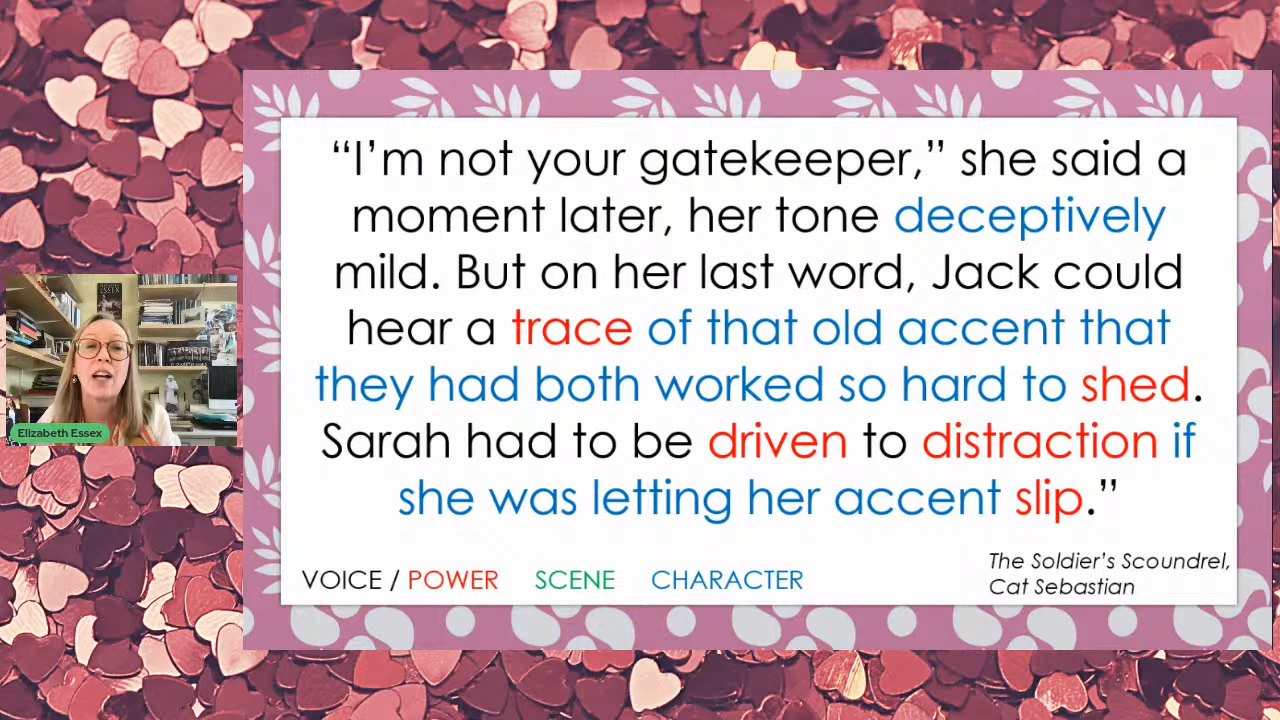 “I’m not your gatekeeper,” she said a
moment later, her tone deceptively
mild. But on her last word, Jack could
hear a trace of that old accent that
they had both worked so hard to shed.
Sarah had to be driven to distraction if
she was letting her accent slip.”
VOICE / POWER SCENE CHARACTER
The Soldier’s Scoundrel,
Cat Sebastian
Elizabeth Essex